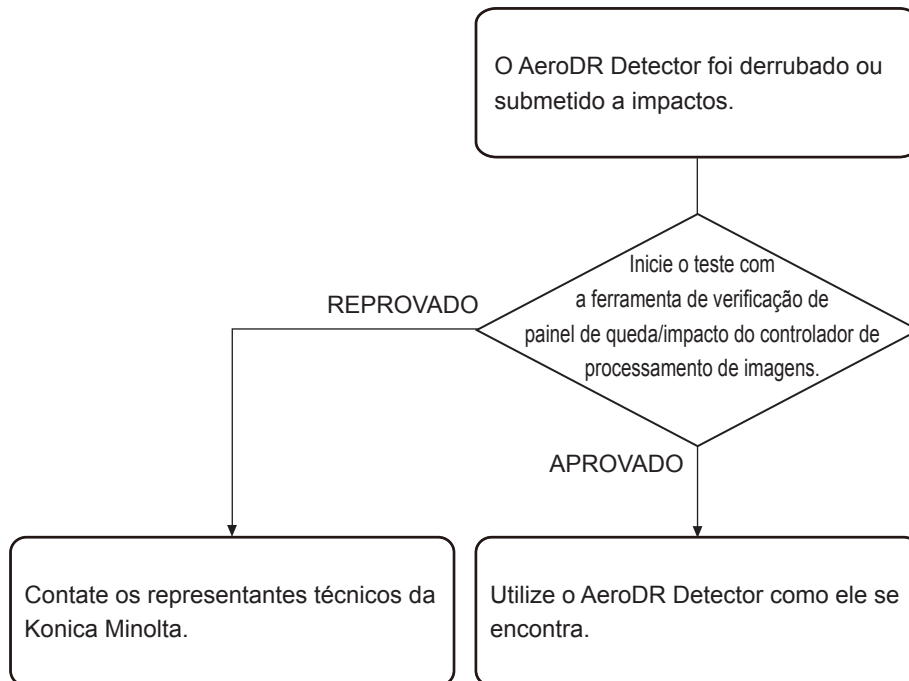 O AeroDR Detector foi derrubado ou
submetido a impactos.
Inicie o teste com
a ferramenta de verificação de
painel de queda/impacto do controlador de
processamento de imagens.
REPROVADO
APROVADO
Contate os representantes técnicos da
Konica Minolta.
Utilize o AeroDR Detector como ele se
encontra.